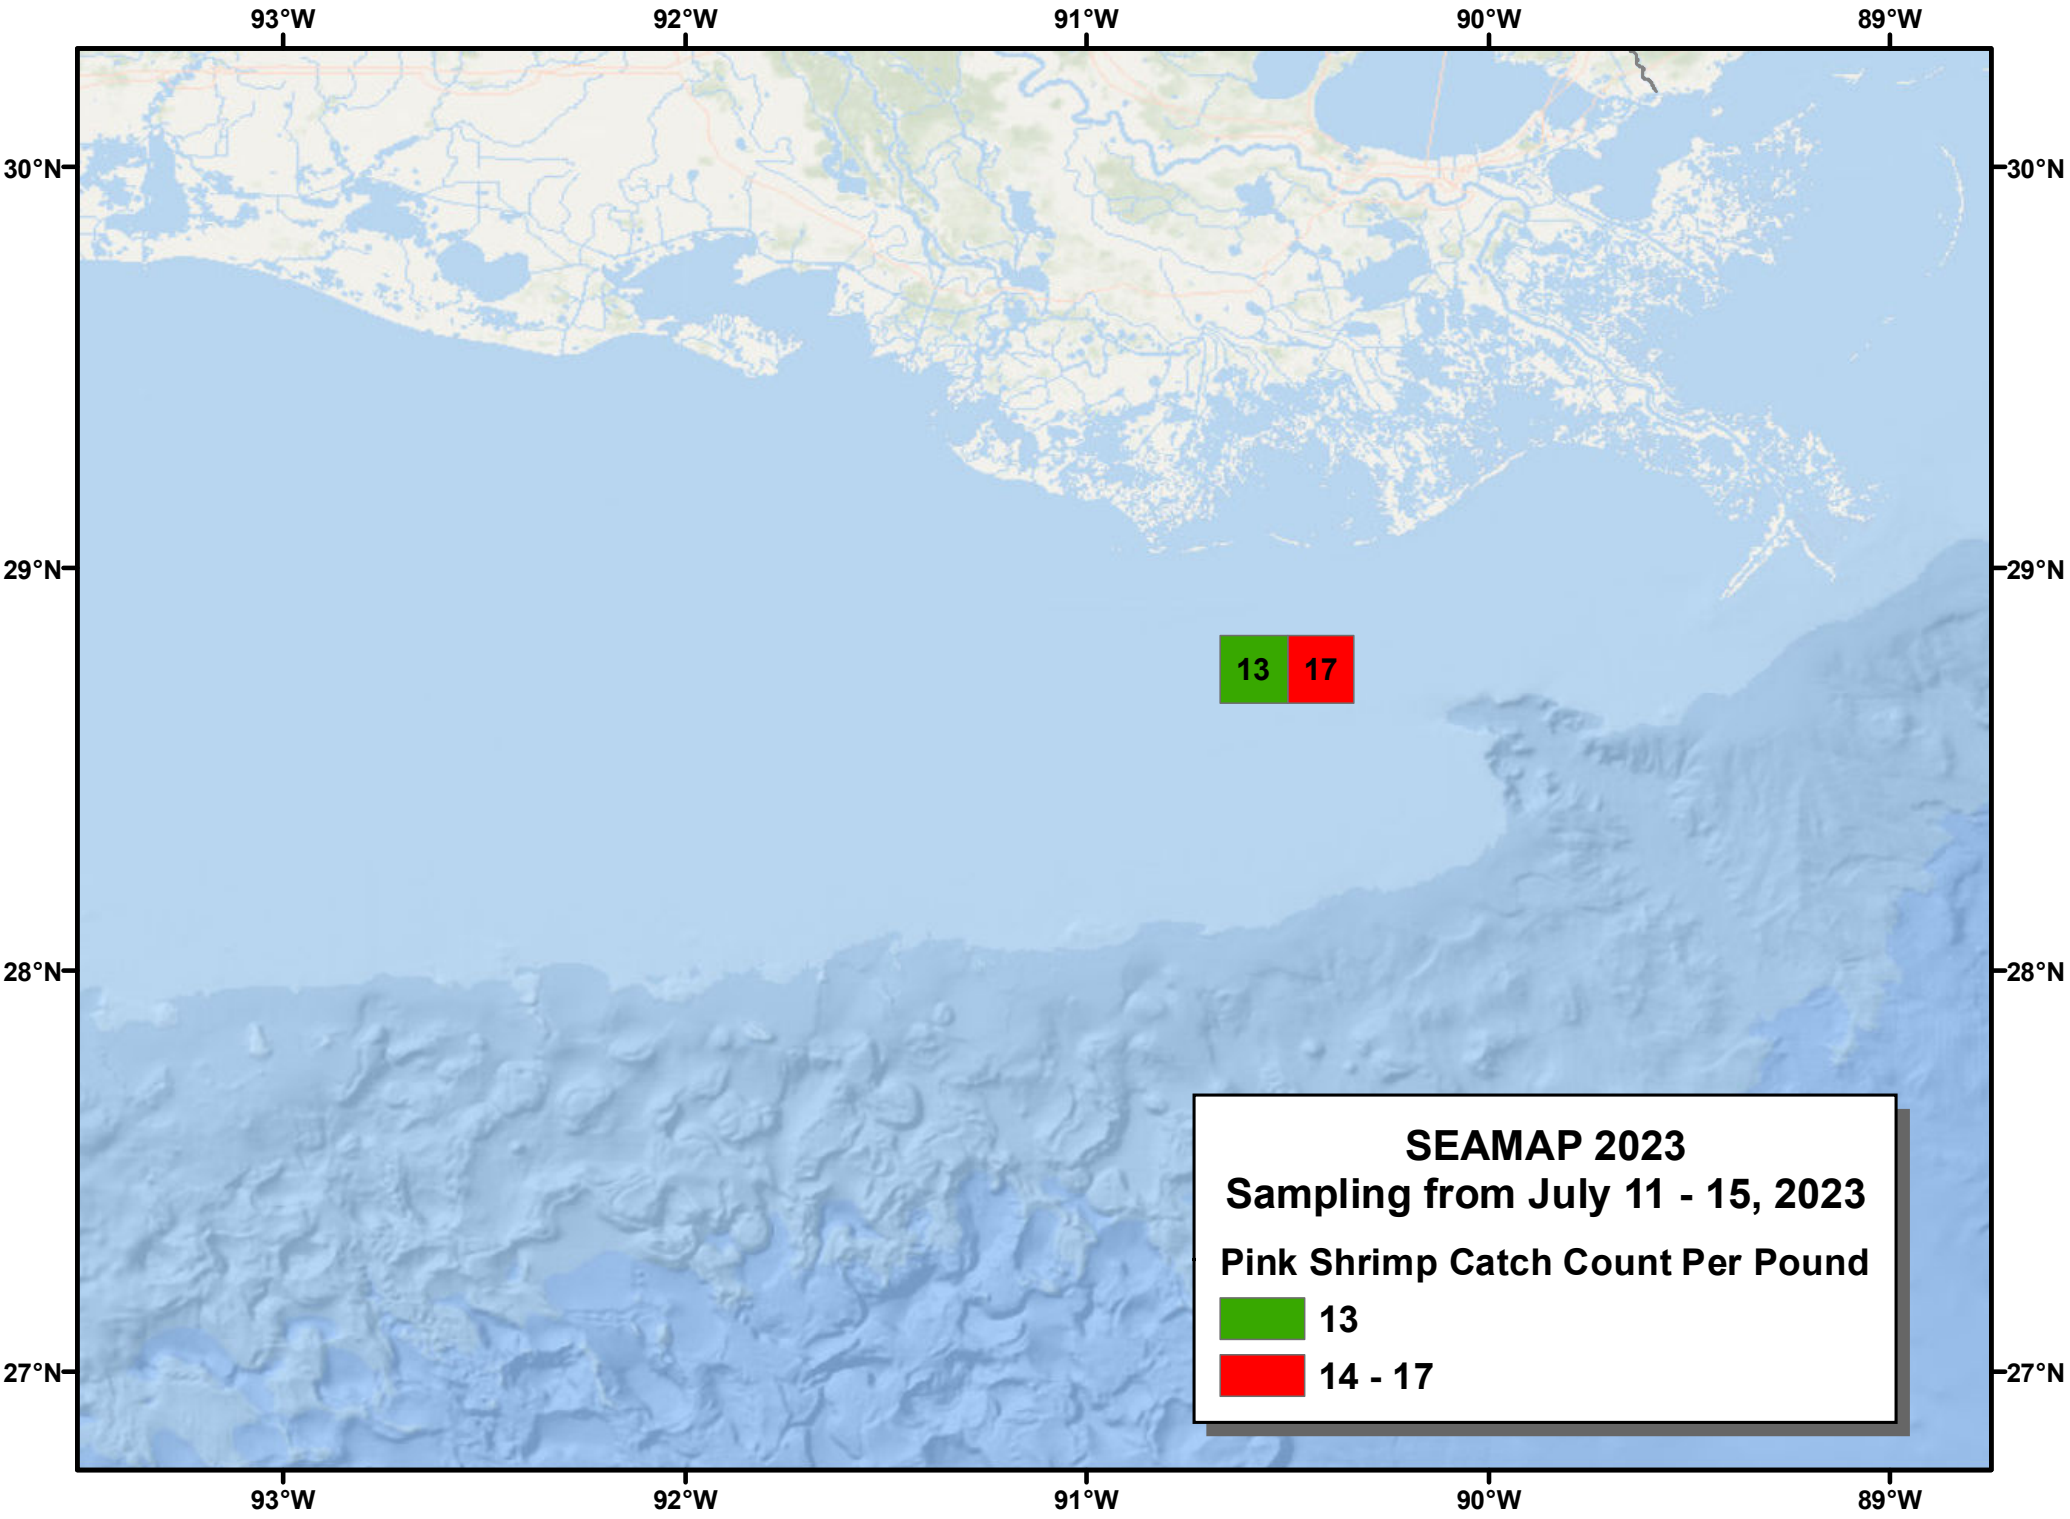 93°W 92°W 91°W 90°W 89°W
30°N 30°N
29°N 29°N
13 17
28°N 28°N
SEAMAP 2023
Sampling from July 11 - 15, 2023
Pink Shrimp Catch Count Per Pound
13
14 - 17
27°N 27°N
93°W 92°W 91°W 90°W 89°W